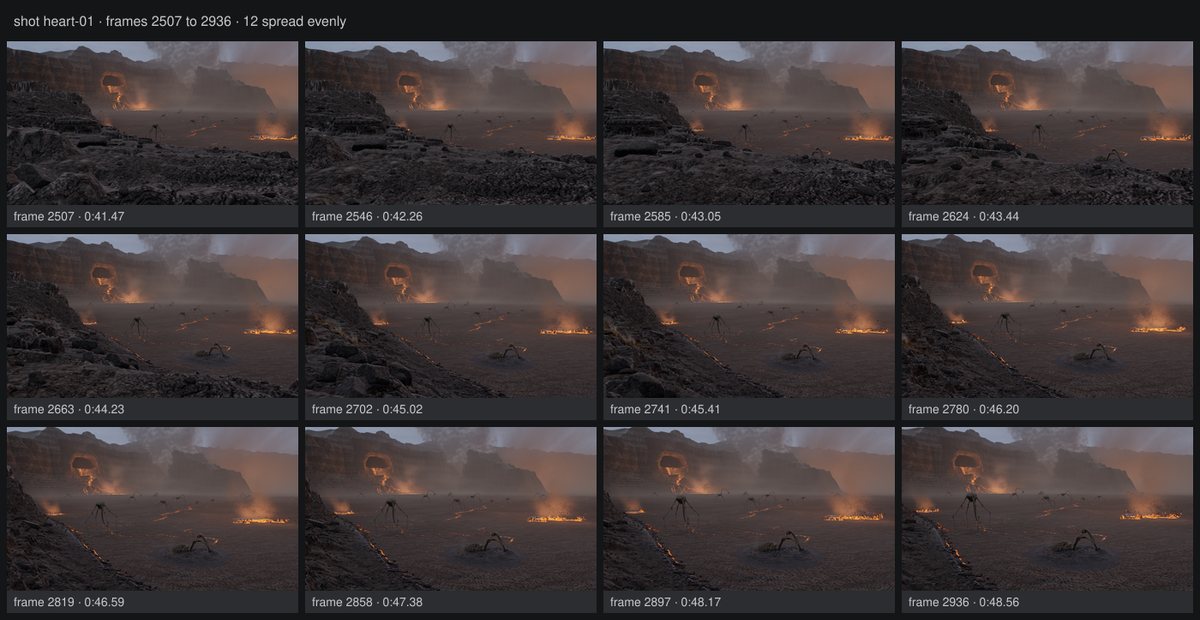 shot heart-01 · frames 2507 to 2936 · 12 spread evenly
frame 2507 · 0:41.47
frame 2546 · 0:42.26
frame 2585 · 0:43.05
frame 2624 · 0:43.44
frame 2663 · 0:44.23
frame 2702 · 0:45.02
frame 2741 · 0:45.41
frame 2780 · 0:46.20
frame 2819 · 0:46.59
frame 2858 · 0:47.38
frame 2897 · 0:48.17
frame 2936 · 0:48.56